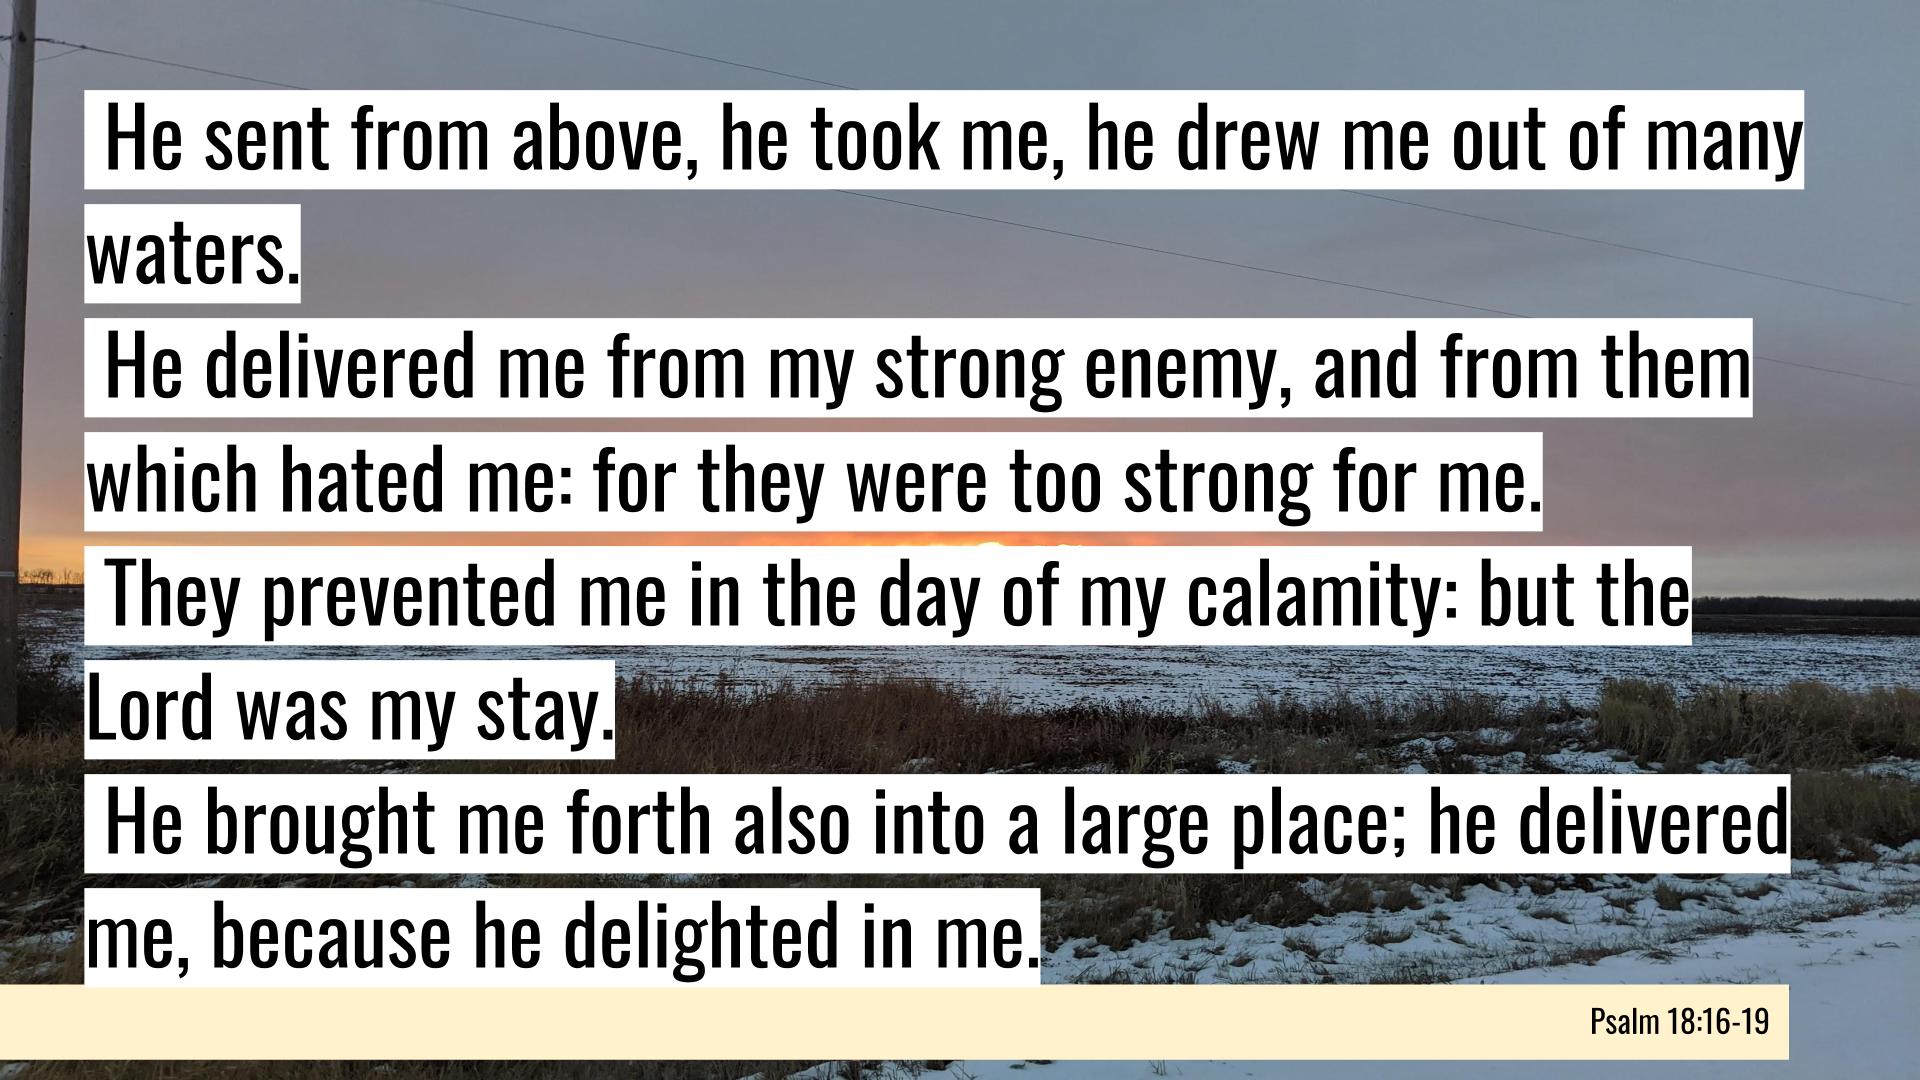 He sent from above, he took me, he drew me out of many
waters.
He delivered me from my strong enemy, and from them
which hated me: for they were too strong for me.
They prevented me in the day of my calamity: but the
Lord was my stay.
He brought me forth also into a large place; he delivered
me, because he delighted in me.
Psalm 18:16-19